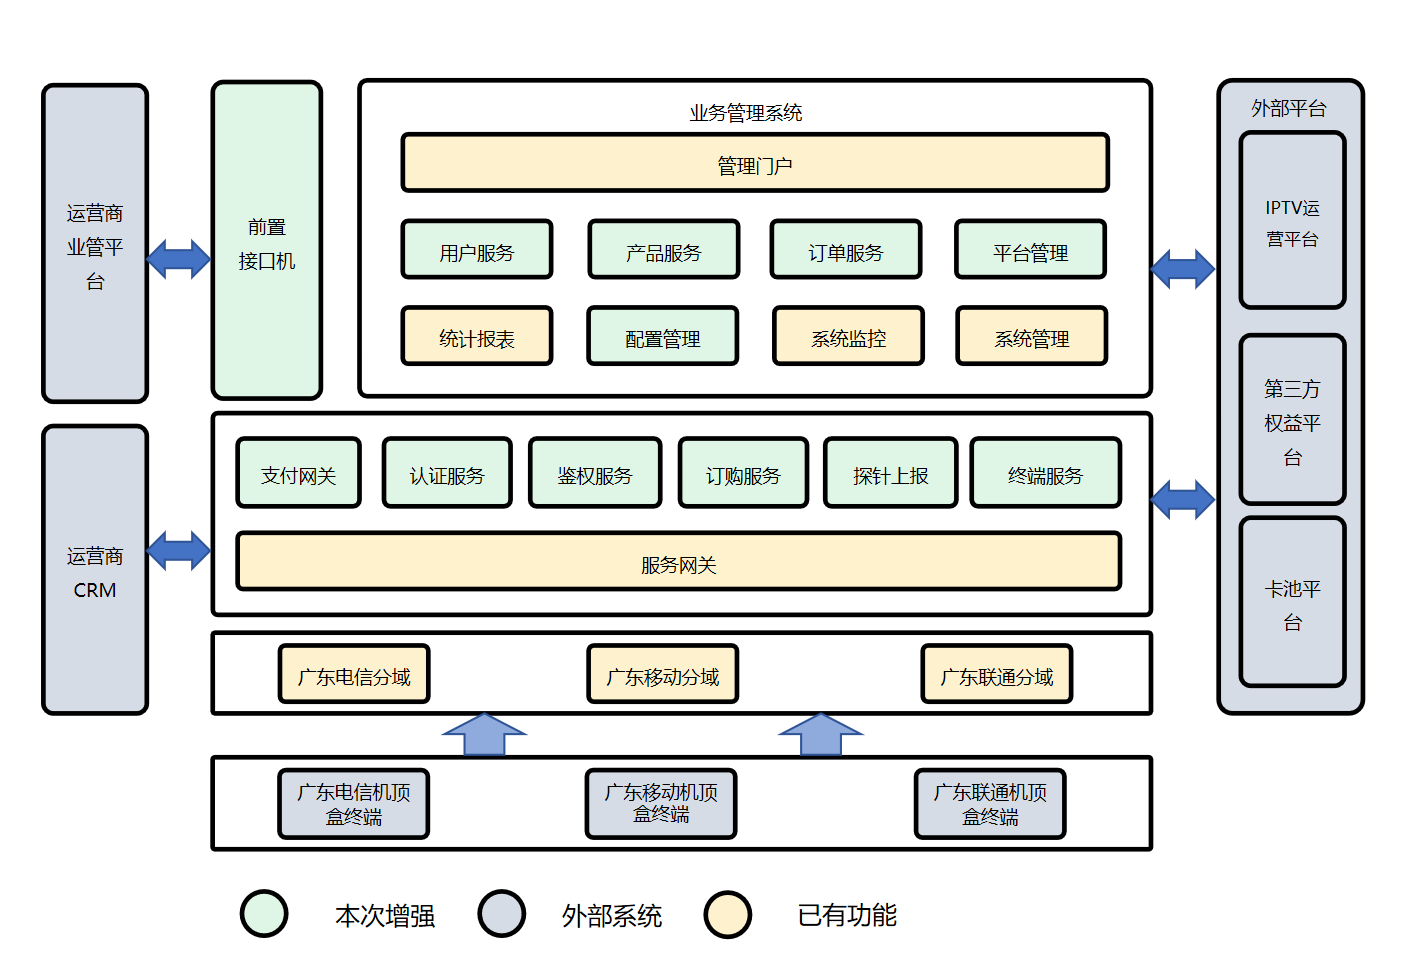 运营商
业管平
台
前置
接口机
业务管理系统
管理门户
用户服务
产品服务
订单服务
平台管理
统计报表
配置管理
系统监控
系统管理
外部平台
IPTV运
营平台
第三方
权益平
台
卡池平
台
运营商
CRM
支付网关
认证服务
鉴权服务
订购服务
探针上报
终端服务
服务网关
广东电信分域
广东移动分域
广东联通分域
广东电信机顶
盒终端
广东移动机顶
盒终端
广东联通机顶
盒终端
本次增强
外部系统
已有功能